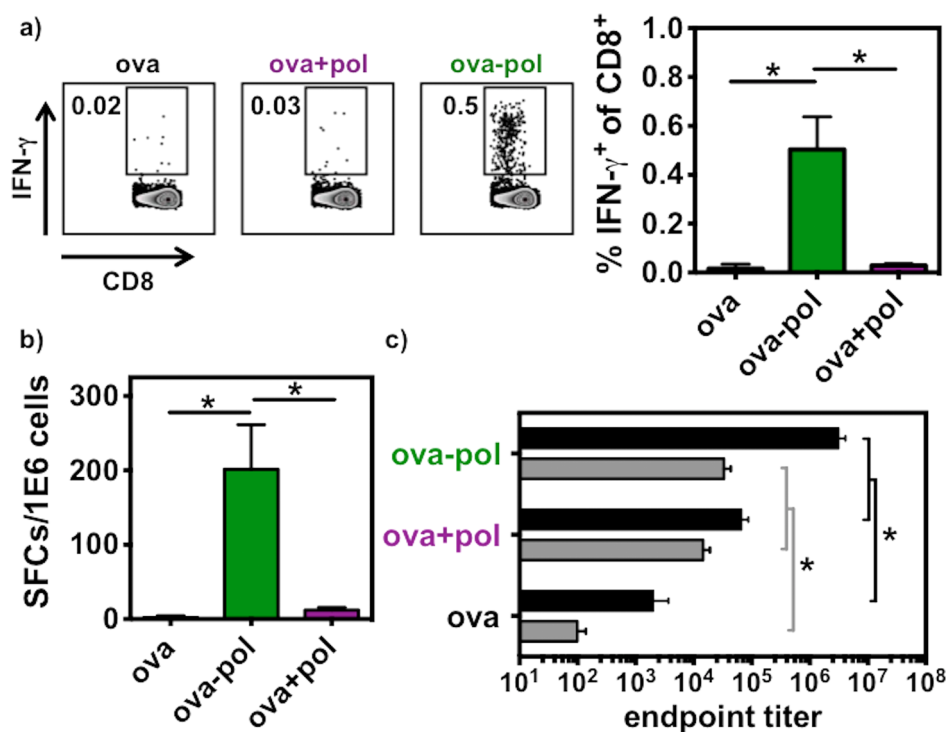 a)
ova
ova+pol
ova-pol
0.02
0.03
0.5
IFN-γ
CD8
% IFN-γ⁺ of CD8⁺
1.0
0.8
0.6
0.4
0.2
0.0
*
*
ova
ova-pol
ova+pol
b)
SFCs/1E6 cells
300
200
100
0
*
*
ova
ova-pol
ova+pol
c)
ova-pol
ova+pol
ova
*
*
10¹ 10² 10³ 10⁴ 10⁵ 10⁶ 10⁷ 10⁸
endpoint titer